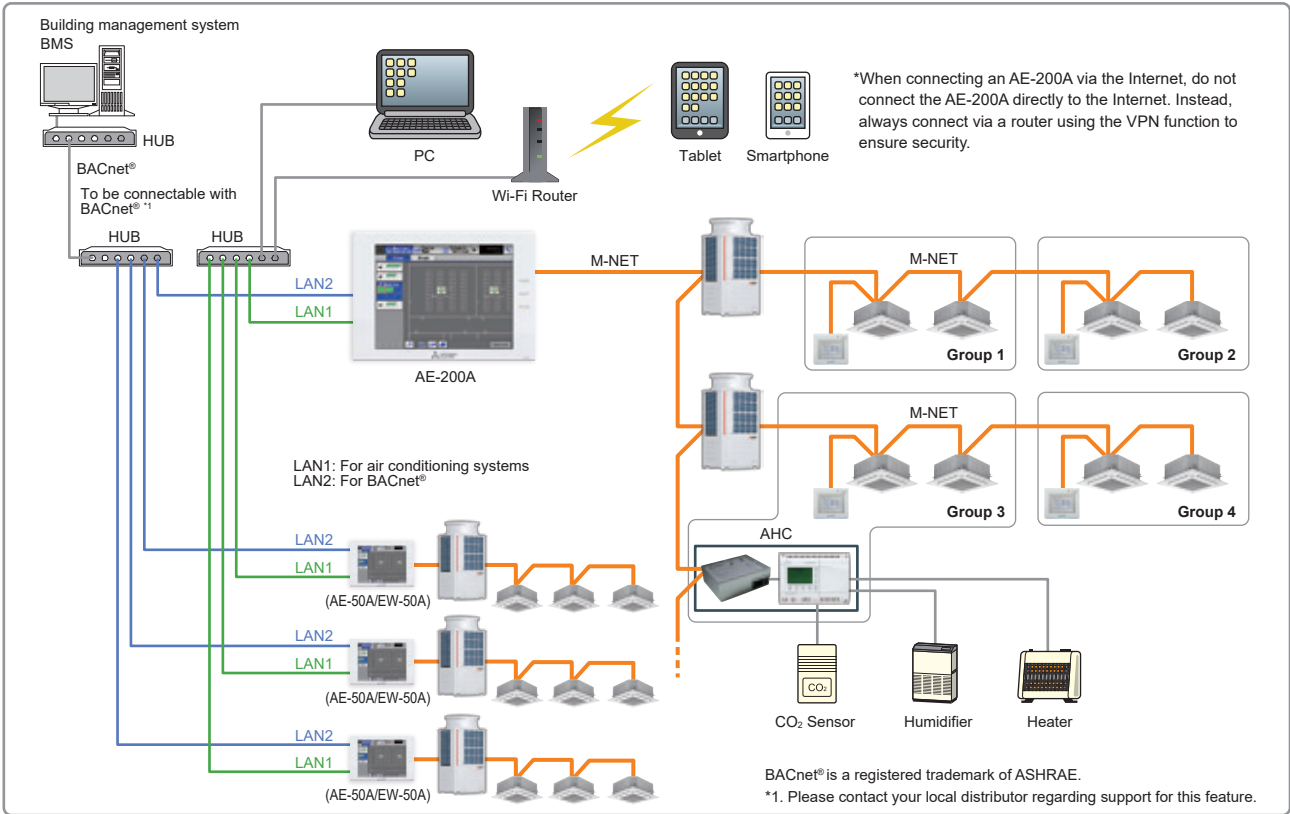 Building management system
BMS
HUB
BACnet®
To be connectable with
BACnet® *1
HUB
HUB
PC
Wi-Fi Router
Tablet
Smartphone
*When connecting an AE-200A via the Internet, do not
connect the AE-200A directly to the Internet. Instead,
always connect via a router using the VPN function to
ensure security.
LAN2
LAN1
AE-200A
M-NET
M-NET
Group 1
Group 2
M-NET
Group 3
Group 4
LAN1: For air conditioning systems
LAN2: For BACnet®
AHC
LAN2
LAN1
(AE-50A/EW-50A)
LAN2
LAN1
(AE-50A/EW-50A)
LAN2
LAN1
(AE-50A/EW-50A)
CO₂
CO₂ Sensor
Humidifier
Heater
BACnet® is a registered trademark of ASHRAE.
*1. Please contact your local distributor regarding support for this feature.